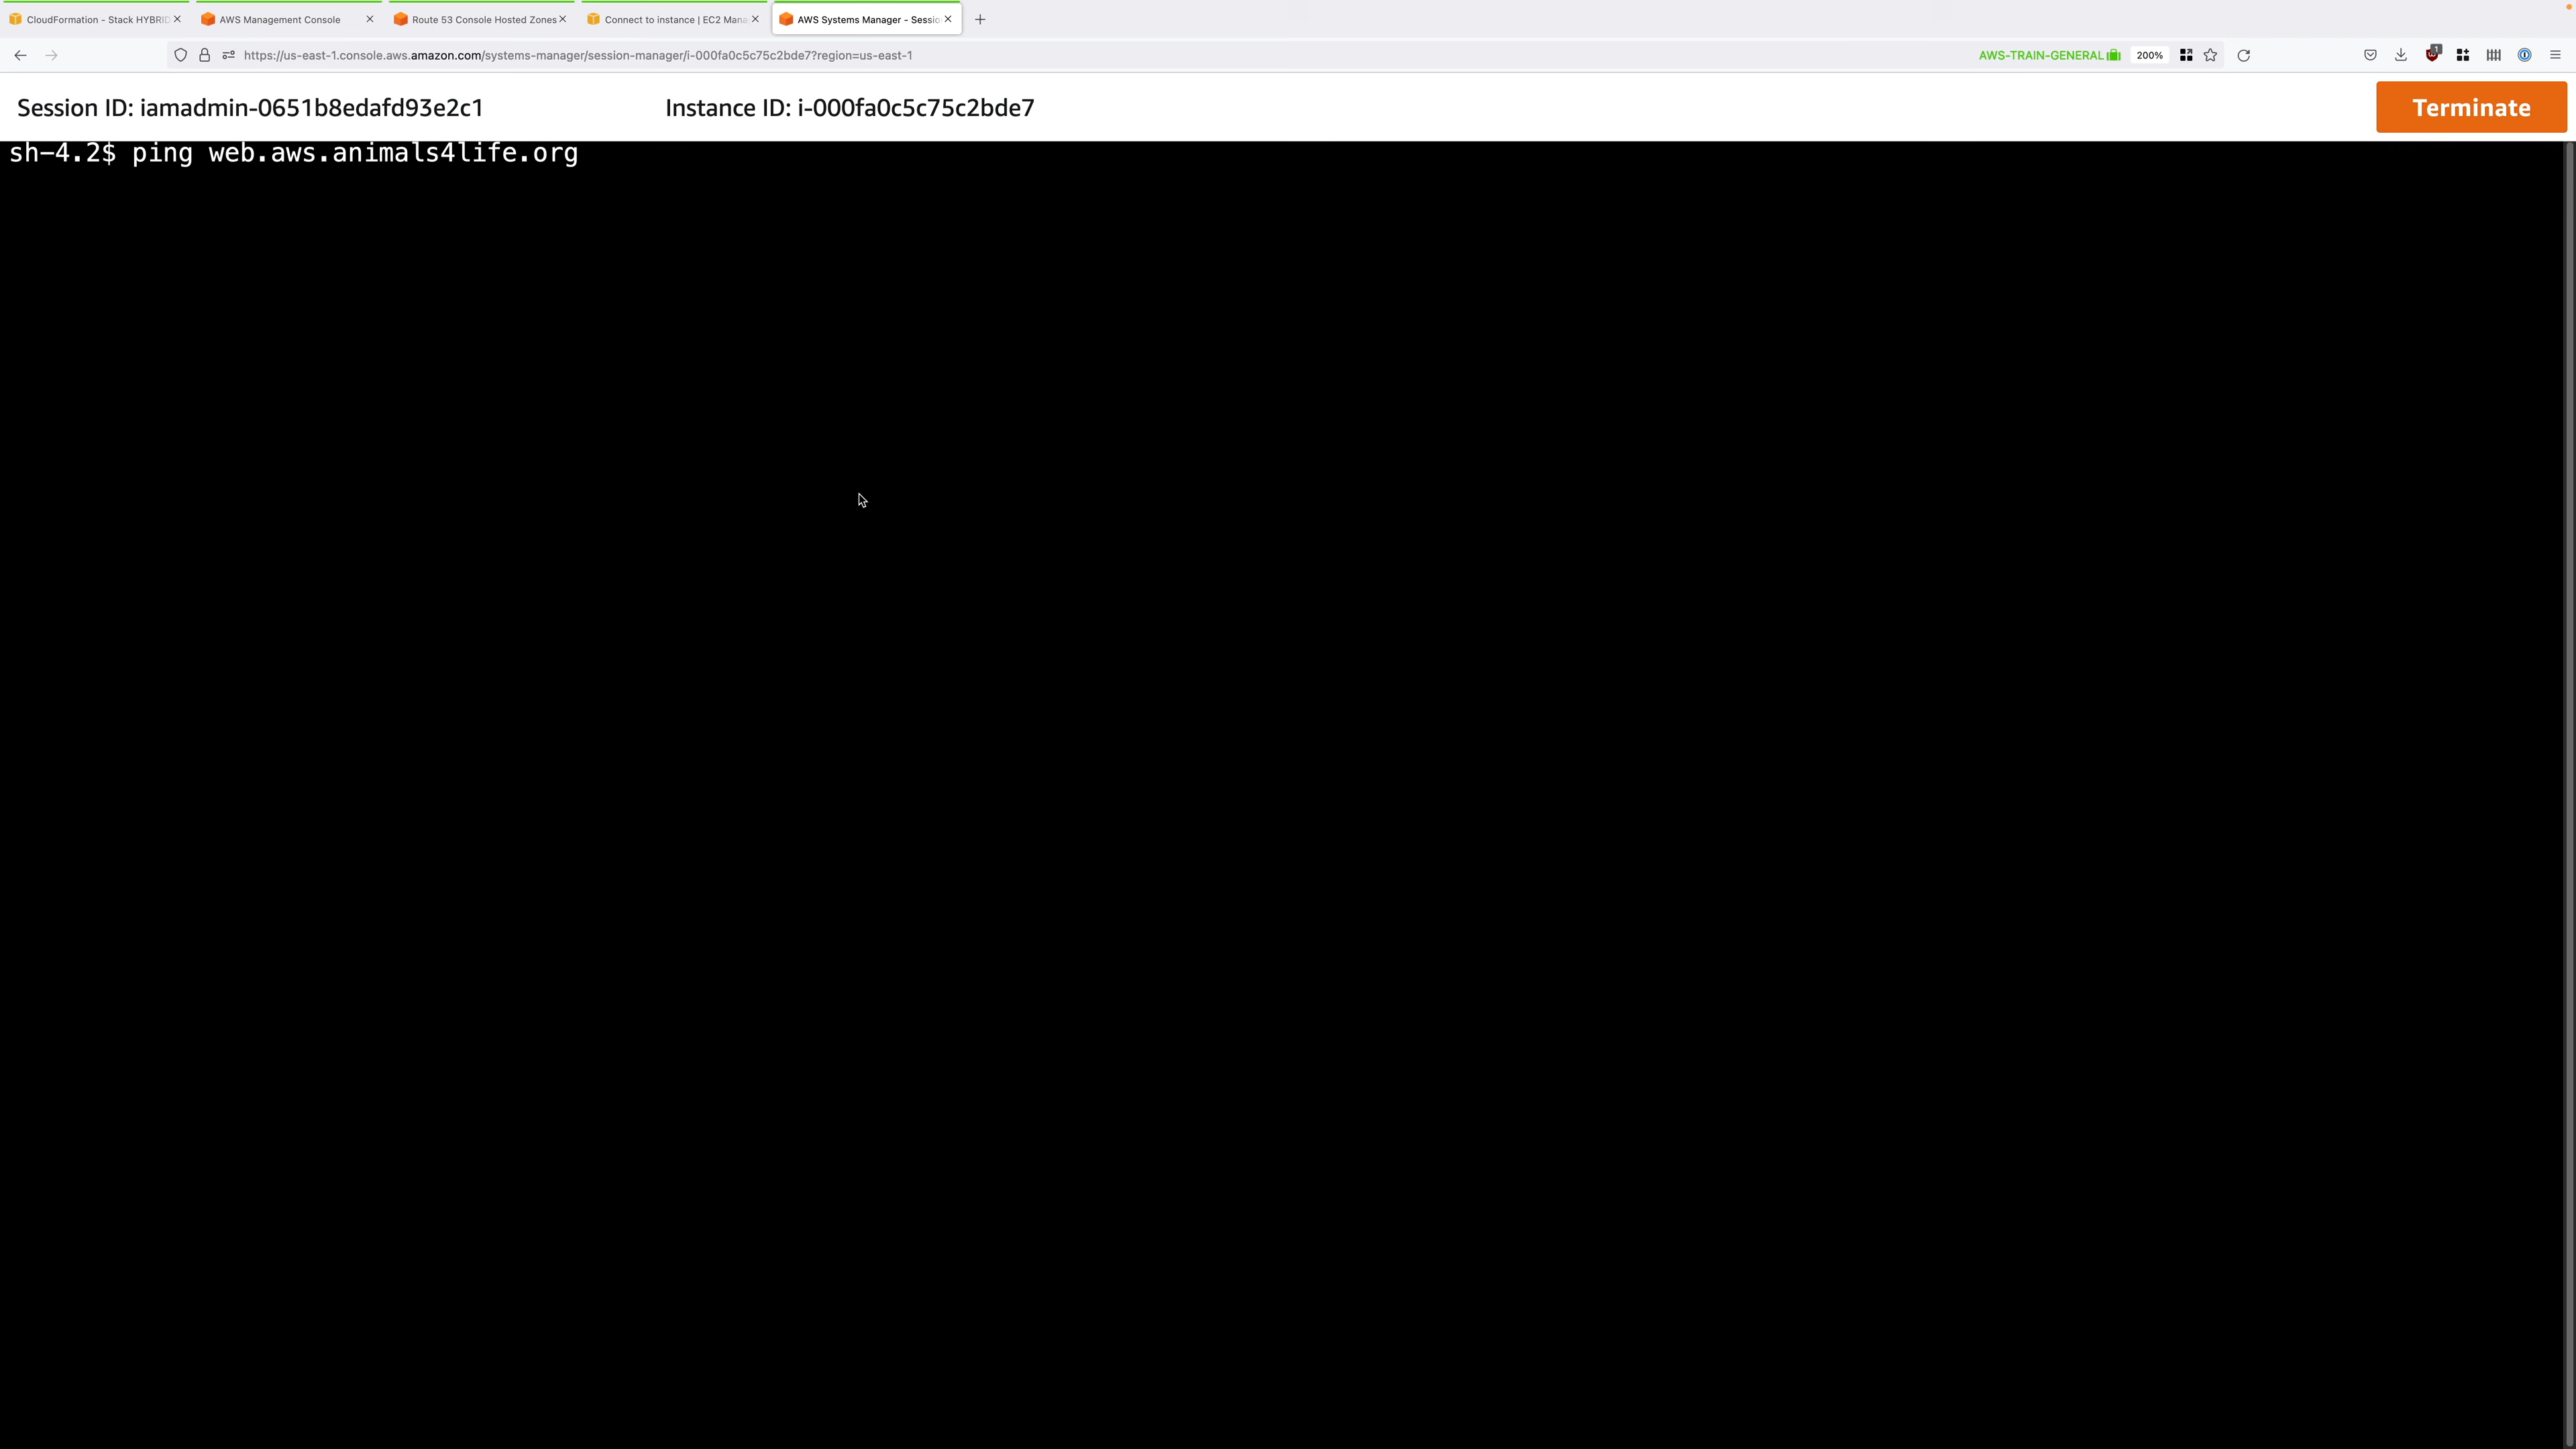 CloudFormation - Stack HYBRID
AWS Management Console
Route 53 Console Hosted Zones
Connect to instance | EC2 Mana
AWS Systems Manager - Sessio
https://us-east-1.console.aws.amazon.com/systems-manager/session-manager/i-000fa0c5c75c2bde7?region=us-east-1
AWS-TRAIN-GENERAL
200%
1
Session ID: iamadmin-0651b8edafd93e2c1
Instance ID: i-000fa0c5c75c2bde7
Terminate
sh-4.2$ ping web.aws.animals4life.org